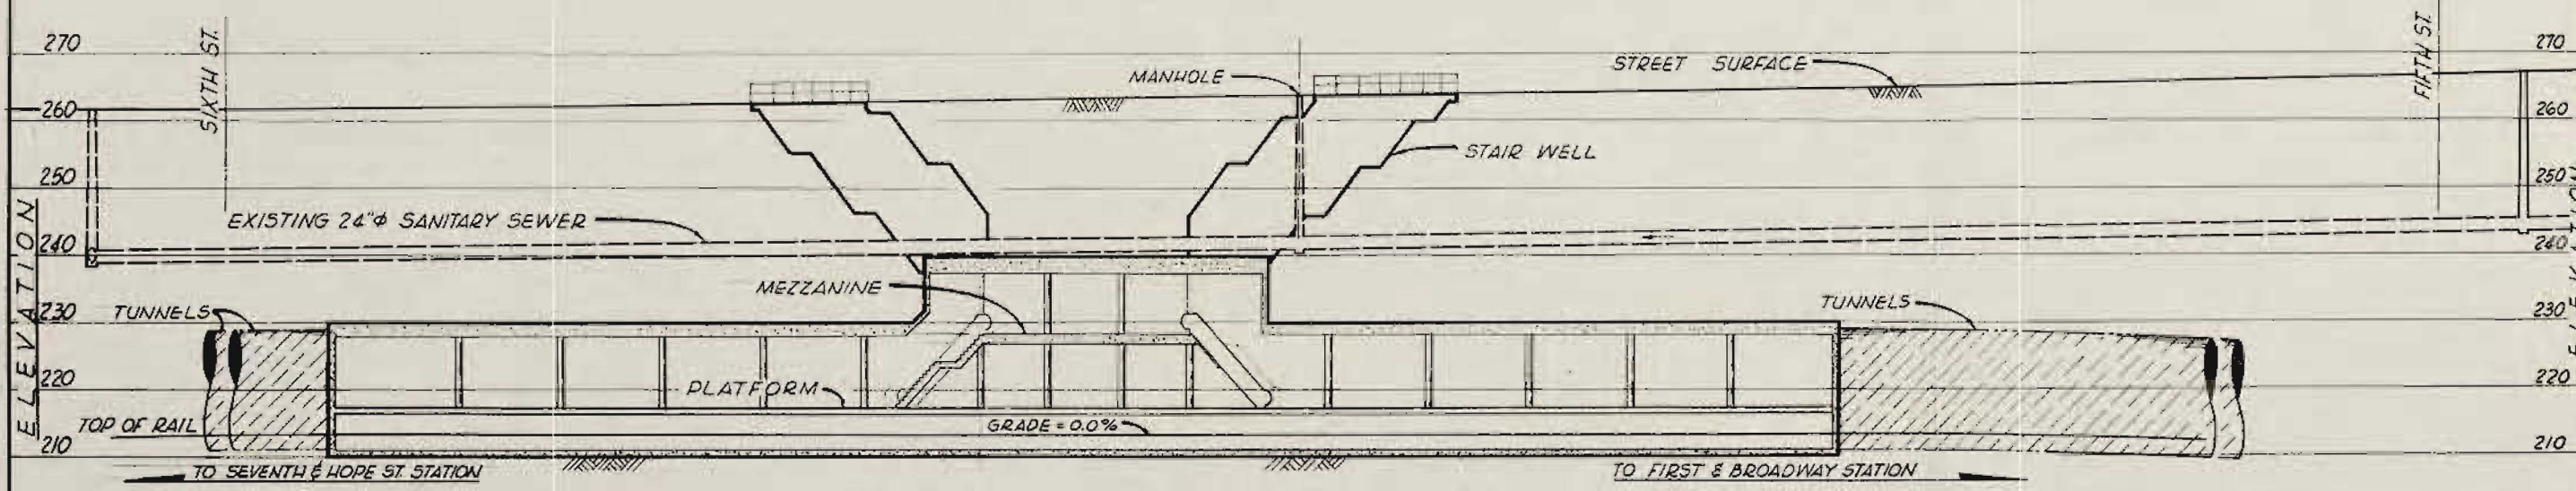 270
260
250
240
230
220
210
ELEVATION
SIXTH ST.
MANHOLE
STREET SURFACE
FIFTH ST.
270
260
250
240
230
220
210
ELEVATION
STAIR WELL
EXISTING 24"ϕ SANITARY SEWER
MEZZANINE
TUNNELS
TUNNELS
PLATFORM
TOP OF RAIL
GRADE = 0.0%
TO SEVENTH & HOPE ST. STATION
TO FIRST & BROADWAY STATION